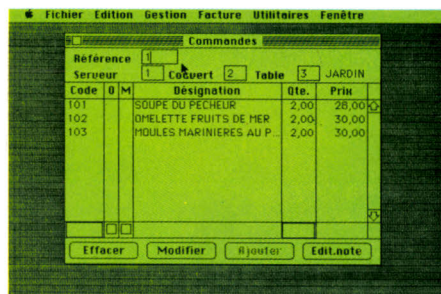 Fichier Edition Gestion Facture Utilitaires Fenêtre
Commandes
Référence 1
Serveur 1 Couvert 2 Table 3 JARDIN
Code O M Désignation Qte. Prix
101 SOUPE DU PECHEUR 2,00 28,00
102 OMELETTE FRUITS DE MER 2,00 30,00
103 MOULES MARINIERES AU P... 2,00 30,00
Effacer Modifier Ajouter Edit.note